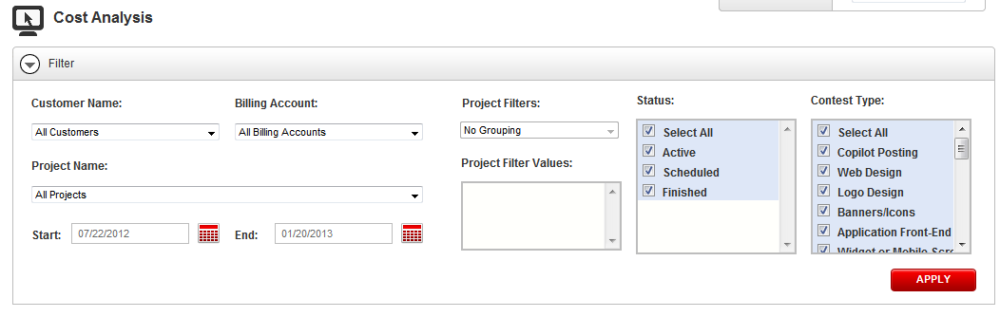 Cost Analysis
Filter
Customer Name:
All Customers
Billing Account:
All Billing Accounts
Project Name:
All Projects
Start:
07/22/2012
End:
01/20/2013
Project Filters:
No Grouping
Project Filter Values:
Status:
Select All
Active
Scheduled
Finished
Contest Type:
Select All
Copilot Posting
Web Design
Logo Design
Banners/Icons
Application Front-End
Widget or Mobile Scre
APPLY